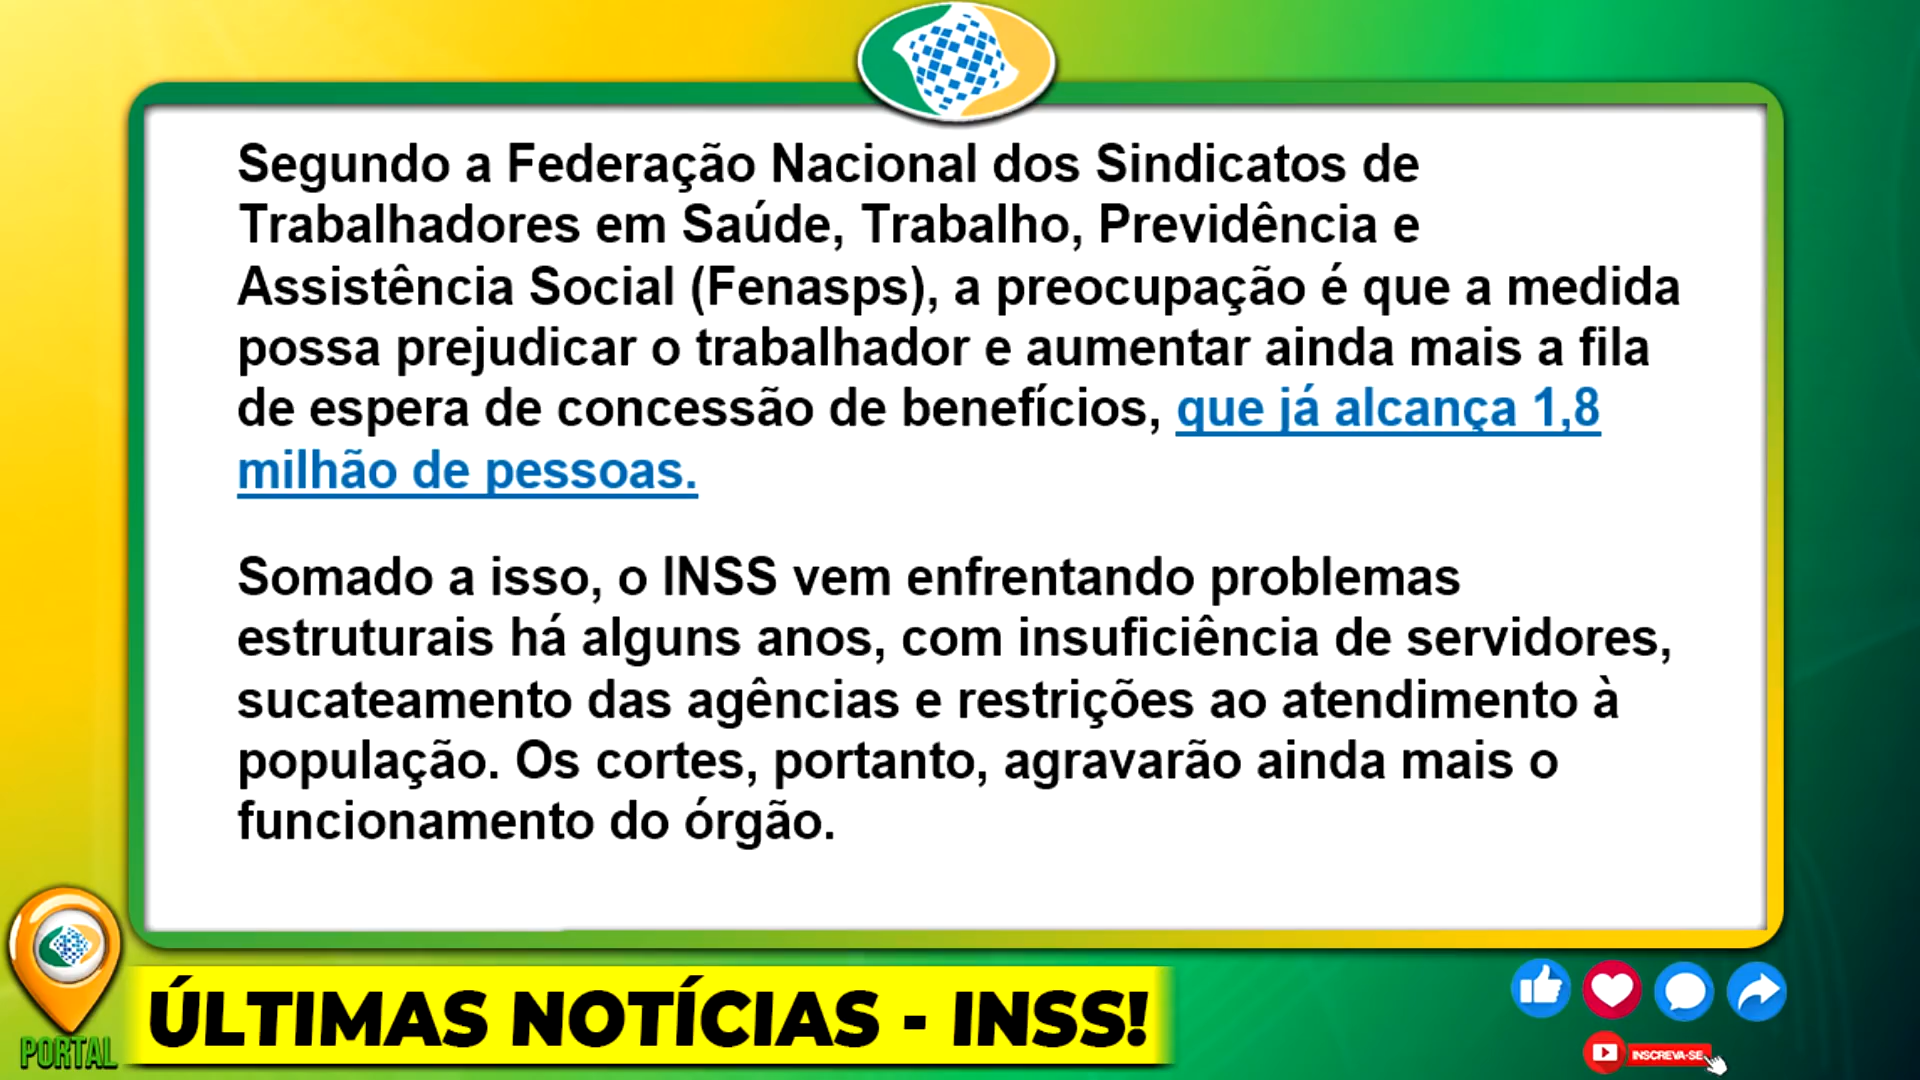 Segundo a Federação Nacional dos Sindicatos de
Trabalhadores em Saúde, Trabalho, Previdência e
Assistência Social (Fenasps), a preocupação é que a medida
possa prejudicar o trabalhador e aumentar ainda mais a fila
de espera de concessão de benefícios, que já alcança 1,8
milhão de pessoas.
Somado a isso, o INSS vem enfrentando problemas
estruturais há alguns anos, com insuficiência de servidores,
sucateamento das agências e restrições ao atendimento à
população. Os cortes, portanto, agravarão ainda mais o
funcionamento do órgão.
ÚLTIMAS NOTÍCIAS - INSS!
PORTAL
INSCREVA-SE